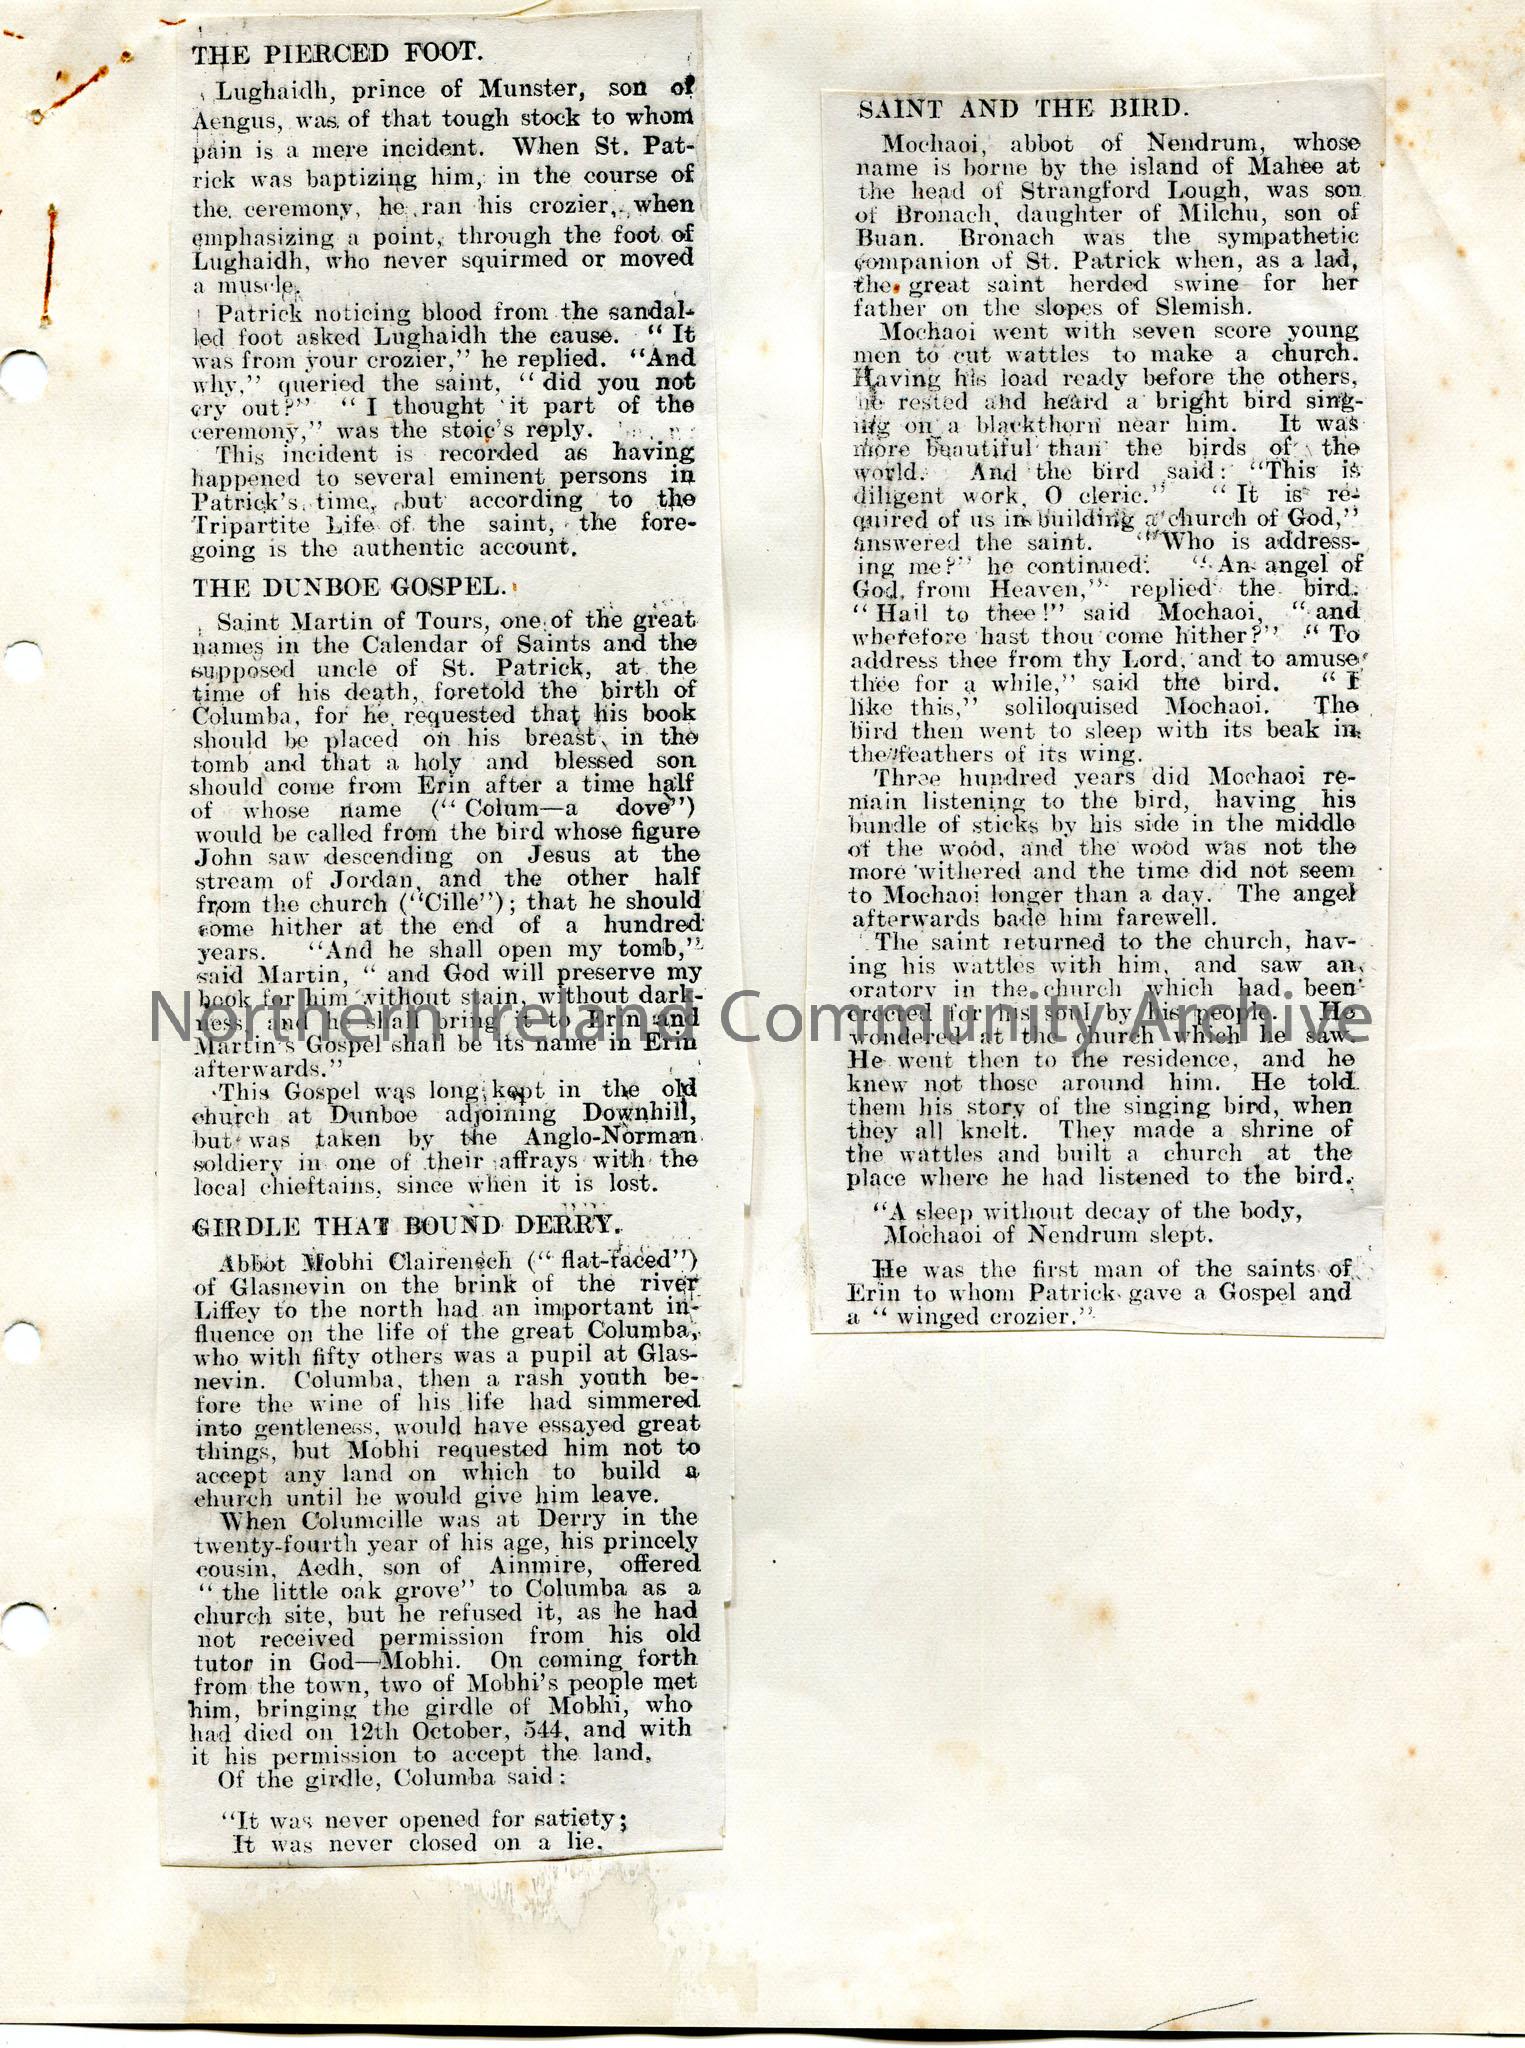 THE PIERCED FOOT.
Lughaidh, prince of Munster, son of
Aengus, was of that tough stock to whom
pain is a mere incident. When St. Pat-
rick was baptizing him, in the course of
the ceremony, he ran his crozier, when
emphasizing a point, through the foot of
Lughaidh, who never squirmed or moved
a muscle.
Patrick noticing blood from the sandal-
led foot asked Lughaidh the cause. "It
was from your crozier," he replied. "And
why," queried the saint, "did you not
cry out?" "I thought it part of the
ceremony," was the stoic's reply.
This incident is recorded as having
happened to several eminent persons in
Patrick's time, but according to the
Tripartite Life of the saint, the fore-
going is the authentic account.
THE DUNBOE GOSPEL.
Saint Martin of Tours, one of the great
names in the Calendar of Saints and the
supposed uncle of St. Patrick, at the
time of his death, foretold the birth of
Columba, for he requested that his book
should be placed on his breast in the
tomb and that a holy and blessed son
should come from Erin after a time half
of whose name ("Colum—a dove")
would be called from the bird whose figure
John saw descending on Jesus at the
stream of Jordan, and the other half
from the church ("Cille"); that he should
come hither at the end of a hundred
years. "And he shall open my tomb,"
said Martin, "and God will preserve my
book for him without stain, without dark-
ness, and he shall bring it to Erin and
Martin's Gospel shall be its name in Erin
afterwards."
This Gospel was long kept in the old
church at Dunboe adjoining Downhill,
but was taken by the Anglo-Norman
soldiery in one of their affrays with the
local chieftains, since when it is lost.
GIRDLE THAT BOUND DERRY.
Abbot Mobhi Clairenech ("flat-faced")
of Glasnevin on the brink of the river
Liffey to the north had an important in-
fluence on the life of the great Columba,
who with fifty others was a pupil at Glas-
nevin. Columba, then a rash youth be-
fore the wine of his life had simmered
into gentleness, would have essayed great
things, but Mobhi requested him not to
accept any land on which to build a
church until he would give him leave.
When Columcille was at Derry in the
twenty-fourth year of his age, his princely
cousin, Aedh, son of Ainmire, offered
"the little oak grove" to Columba as a
church site, but he refused it, as he had
not received permission from his old
tutor in God—Mobhi. On coming forth
from the town, two of Mobhi's people met
him, bringing the girdle of Mobhi, who
had died on 12th October, 544, and with
it his permission to accept the land.
Of the girdle, Columba said:
"It was never opened for satiety;
It was never closed on a lie.
SAINT AND THE BIRD.
Mochaoi, abbot of Nendrum, whose
name is borne by the island of Mahee at
the head of Strangford Lough, was son
of Bronach, daughter of Milchu, son of
Buan. Bronach was the sympathetic
companion of St. Patrick when, as a lad,
the great saint herded swine for her
father on the slopes of Slemish.
Mochaoi went with seven score young
men to cut wattles to make a church.
Having his load ready before the others,
he rested and heard a bright bird sing-
ing on a blackthorn near him. It was
more beautiful than the birds of the
world. And the bird said: "This is
diligent work, O cleric." "It is re-
quired of us in building a church of God,"
answered the saint. "Who is address-
ing me?" he continued. "An angel of
God, from Heaven," replied the bird.
"Hail to thee!" said Mochaoi, "and
wherefore hast thou come hither?" "To
address thee from thy Lord, and to amuse
thee for a while," said the bird. "I
like this," soliloquised Mochaoi. The
bird then went to sleep with its beak in
the feathers of its wing.
Three hundred years did Mochaoi re-
main listening to the bird, having his
bundle of sticks by his side in the middle
of the wood, and the wood was not the
more withered and the time did not seem
to Mochaoi longer than a day. The angel
afterwards bade him farewell.
The saint returned to the church, hav-
ing his wattles with him, and saw an
oratory in the church which had been
erected for his soul by his people. He
wondered at the church which he saw.
He went then to the residence, and he
knew not those around him. He told
them his story of the singing bird, when
they all knelt. They made a shrine of
the wattles and built a church at the
place where he had listened to the bird.
"A sleep without decay of the body,
Mochaoi of Nendrum slept.
He was the first man of the saints of
Erin to whom Patrick gave a Gospel and
a "winged crozier."
Northern Ireland Community Archive